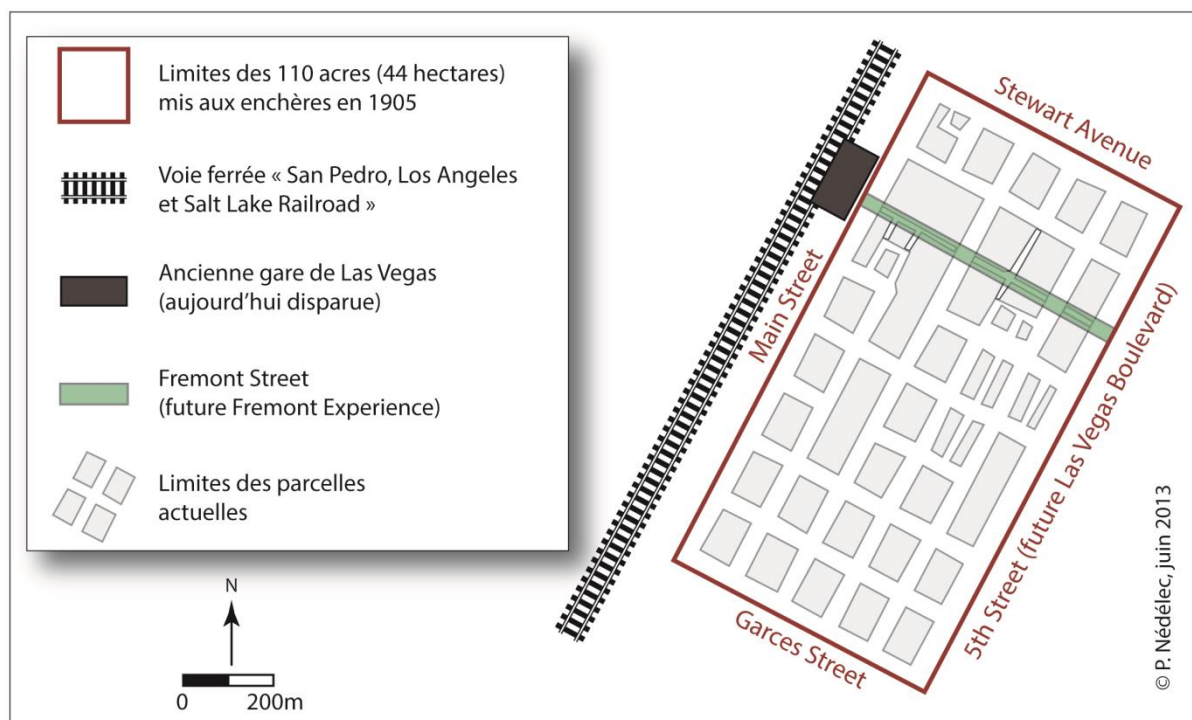 Limites des 110 acres (44 hectares)
mis aux enchères en 1905
Voie ferrée « San Pedro, Los Angeles
et Salt Lake Railroad »
Ancienne gare de Las Vegas
(aujourd’hui disparue)
Fremont Street
(future Fremont Experience)
Limites des parcelles
actuelles
N
0 200m
Stewart Avenue
Main Street
5th Street (future Las Vegas Boulevard)
Garces Street
© P. Nédélec, juin 2013